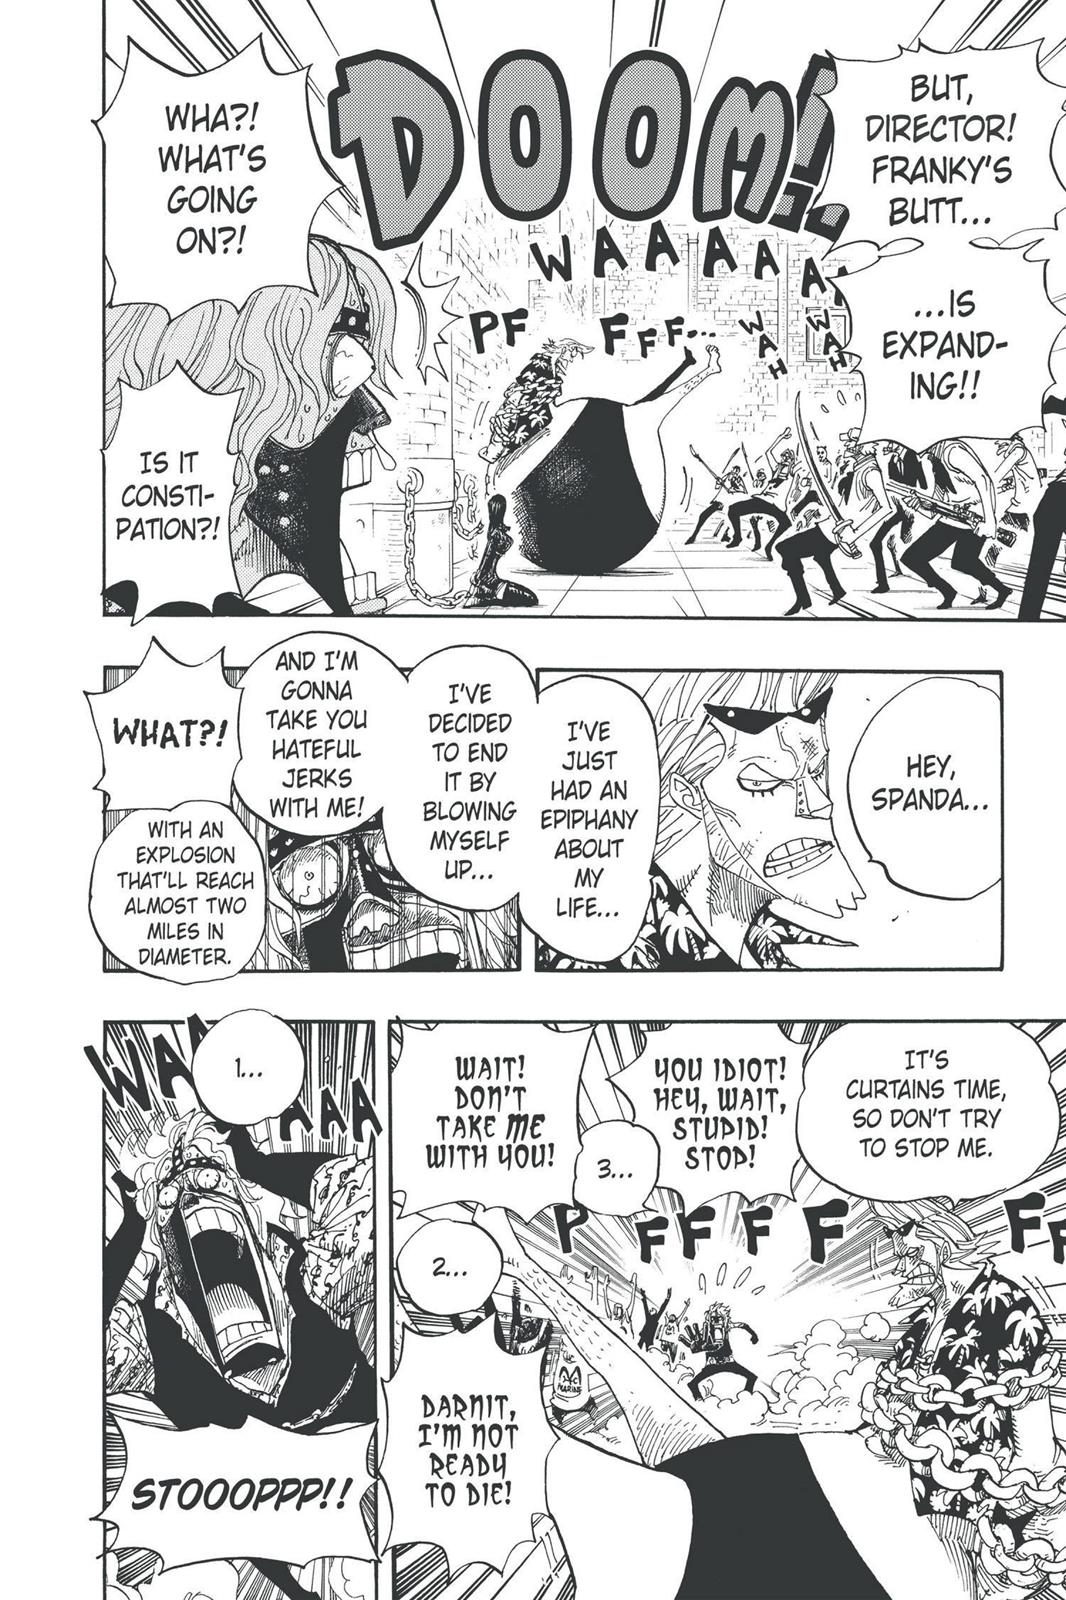 BUT,
DIRECTOR!
FRANKY'S
BUTT...
...IS
EXPAND-
ING!!
DOOM!!
WAAAAA
WAH
WAH
PFFFF...
WHA?!
WHAT'S
GOING
ON?!
IS IT
CONSTI-
PATION?!
HEY,
SPANDA...
I'VE
JUST
HAD AN
EPIPHANY
ABOUT
MY
LIFE...
I'VE
DECIDED
TO END
IT BY
BLOWING
MYSELF
UP...
AND I'M
GONNA
TAKE YOU
HATEFUL
JERKS
WITH ME!
WHAT?!
WITH AN
EXPLOSION
THAT'LL REACH
ALMOST TWO
MILES IN
DIAMETER.
IT'S
CURTAINS TIME,
SO DON'T TRY
TO STOP ME.
YOU IDIOT!
HEY, WAIT,
STUPID!
STOP!
3...
WAIT!
DON'T
TAKE ME
WITH YOU!
PFFFFFF
2...
MARINE
DARNIT,
I'M NOT
READY
TO DIE!
1...
WAAAAA
STOOOPPP!!